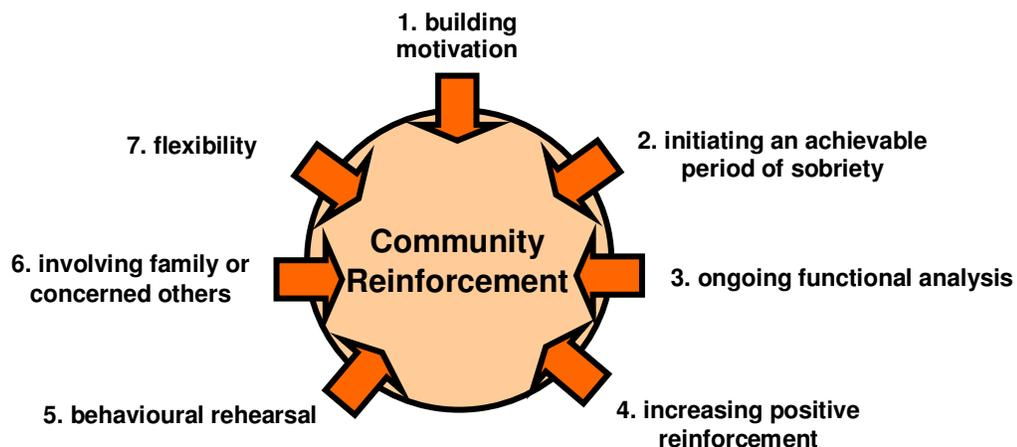 1. building
motivation
2. initiating an achievable
period of sobriety
3. ongoing functional analysis
4. increasing positive
reinforcement
5. behavioural rehearsal
6. involving family or
concerned others
7. flexibility
Community
Reinforcement